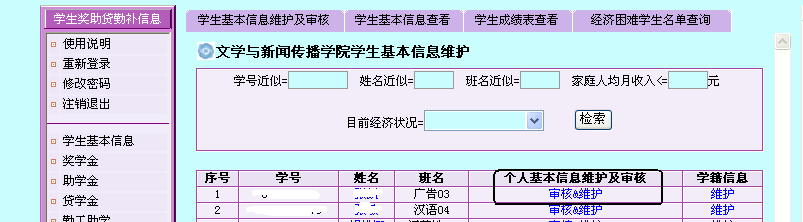 学生奖助贷勤补信息
使用说明
重新登录
修改密码
注销退出
学生基本信息
奖学金
助学金
贷学金
勤工助学
学生基本信息维护及审核 学生基本信息查看 学生成绩表查看 经济困难学生名单查询
文学与新闻传播学院学生基本信息维护
学号近似= 姓名近似= 班名近似= 家庭人均月收入<= 元
目前经济状况= 检索
序号 学号 姓名 班名 个人基本信息维护及审核 学籍信息
1 广告03 审核&维护 维护
2 汉语04 审核&维护 维护